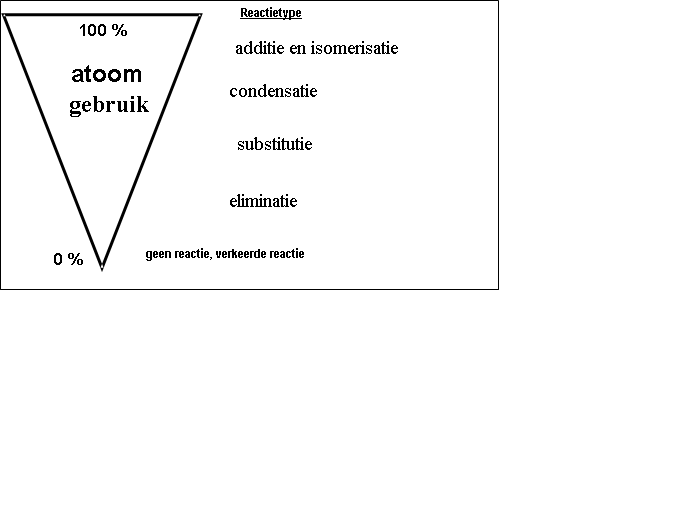 Reactietype
100 %
additie en isomerisatie
atoom
gebruik
condensatie
substitutie
eliminatie
0 %
geen reactie, verkeerde reactie